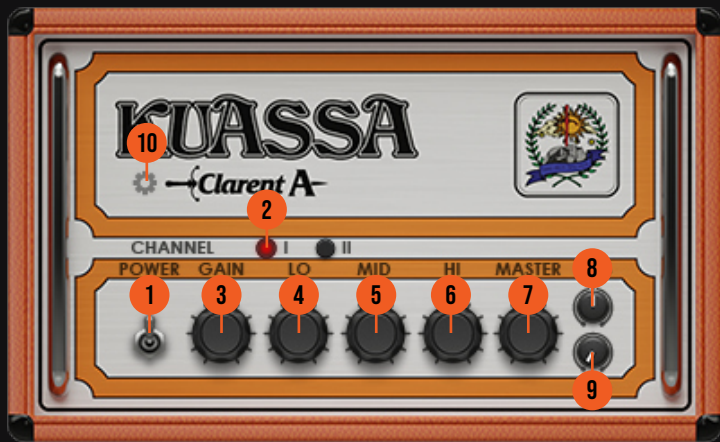 KUASSA
10
Clarent A
2
CHANNEL I II
POWER GAIN LO MID HI MASTER 8
1 3 4 5 6 7
9